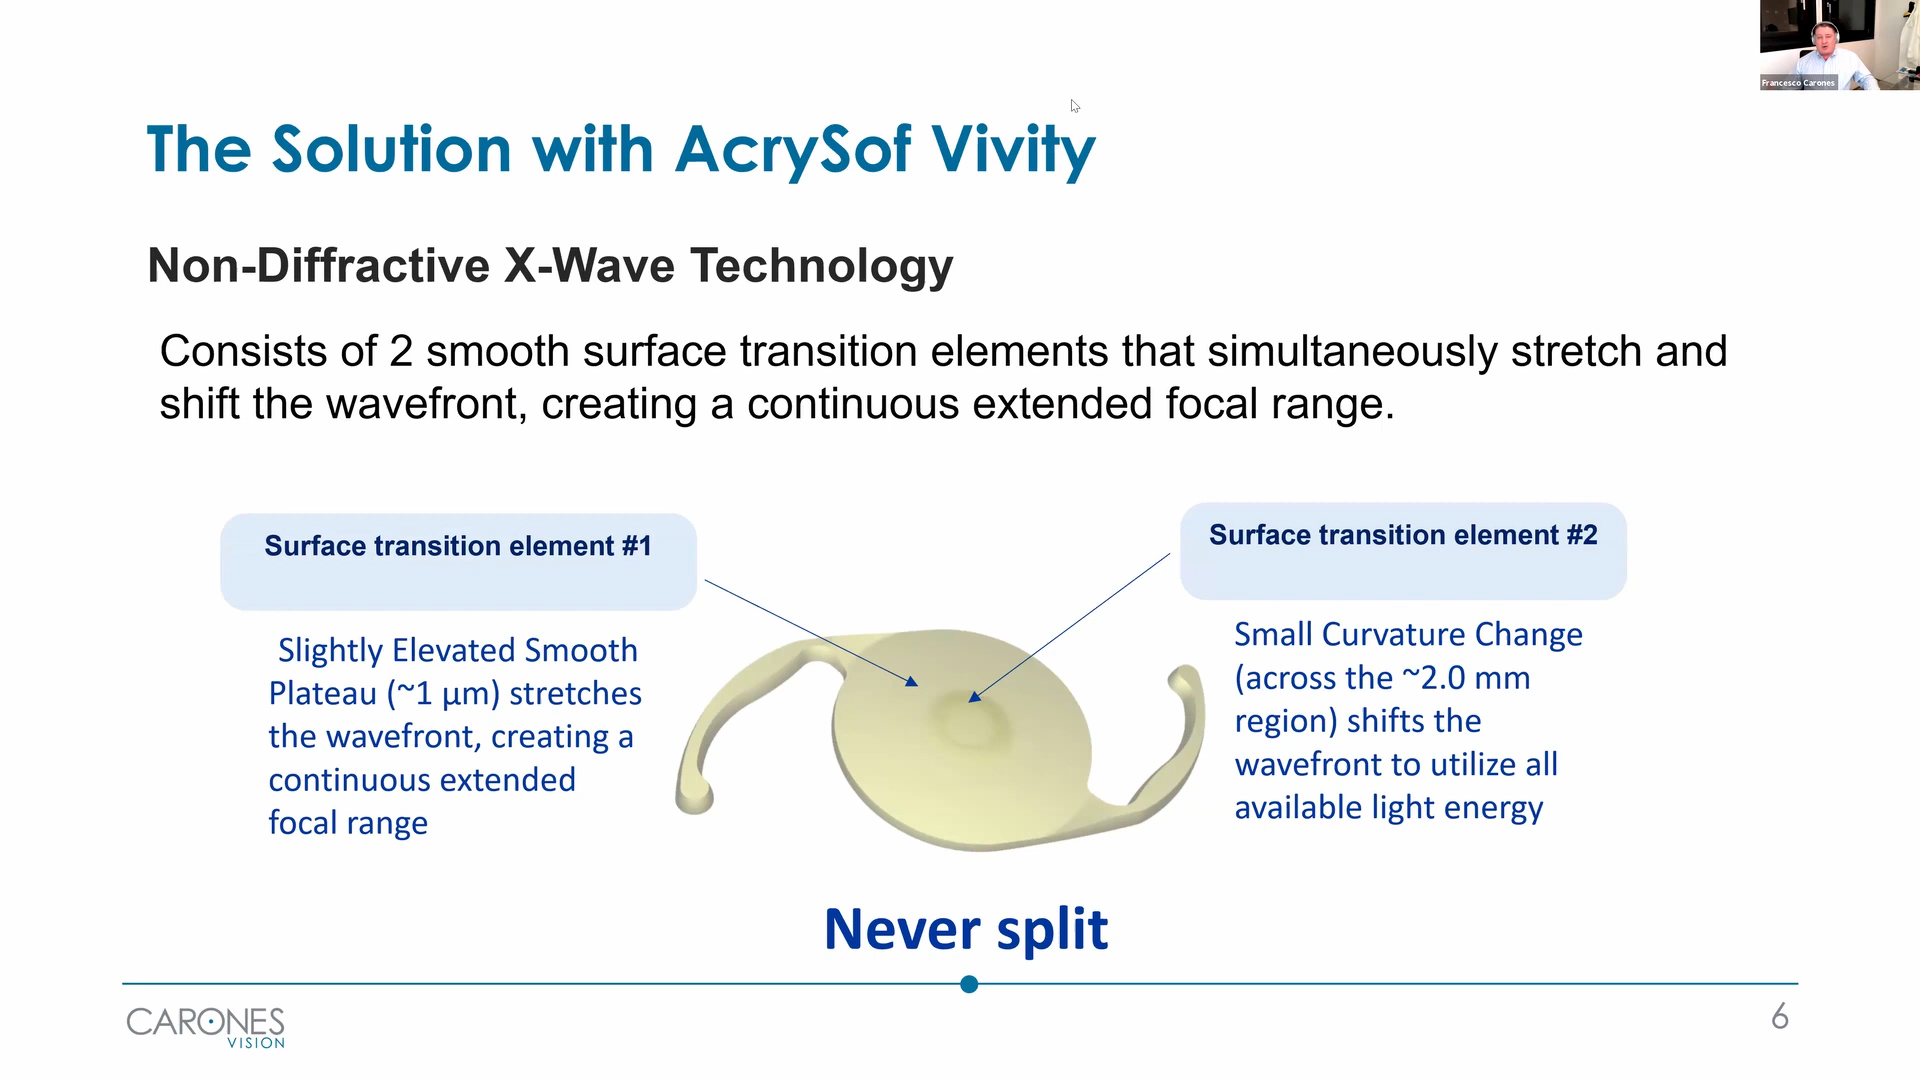 Francesco Carones
The Solution with AcrySof Vivity
Non-Diffractive X-Wave Technology
Consists of 2 smooth surface transition elements that simultaneously stretch and
shift the wavefront, creating a continuous extended focal range.
Surface transition element #1
Slightly Elevated Smooth
Plateau (~1 µm) stretches
the wavefront, creating a
continuous extended
focal range
Surface transition element #2
Small Curvature Change
(across the ~2.0 mm
region) shifts the
wavefront to utilize all
available light energy
Never split
CARONES
VISION
6